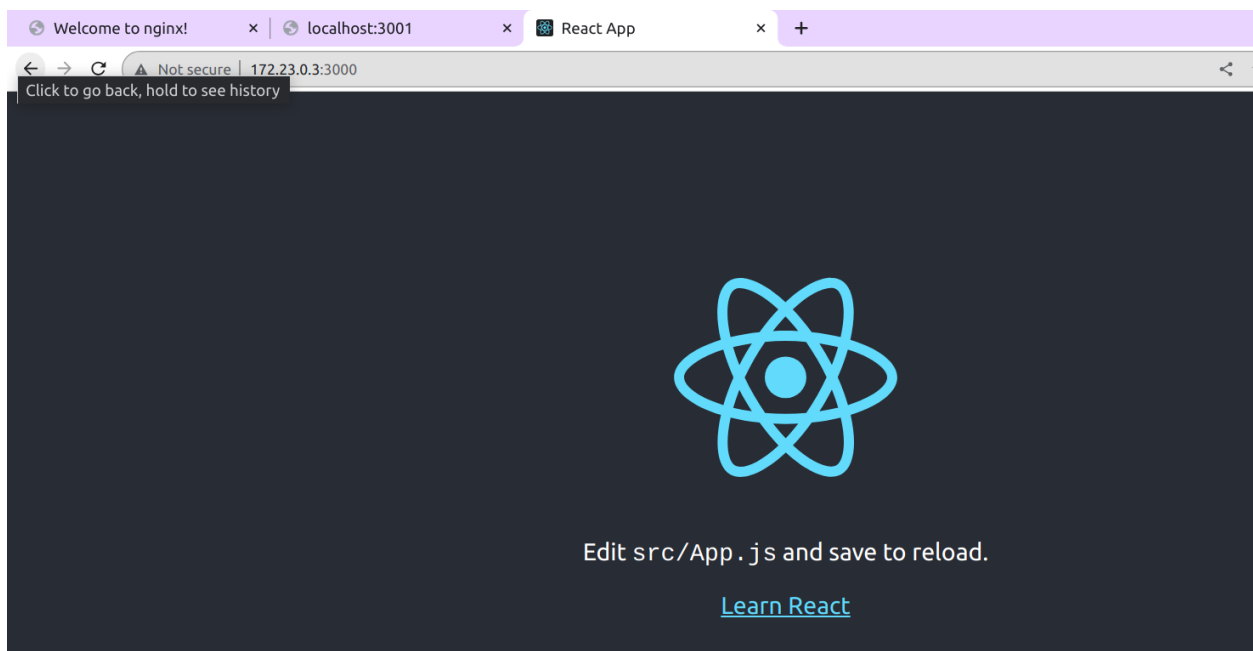 Welcome to nginx! localhost:3001 React App
Not secure 172.23.0.3:3000
Click to go back, hold to see history
Edit src/App.js and save to reload.
Learn React